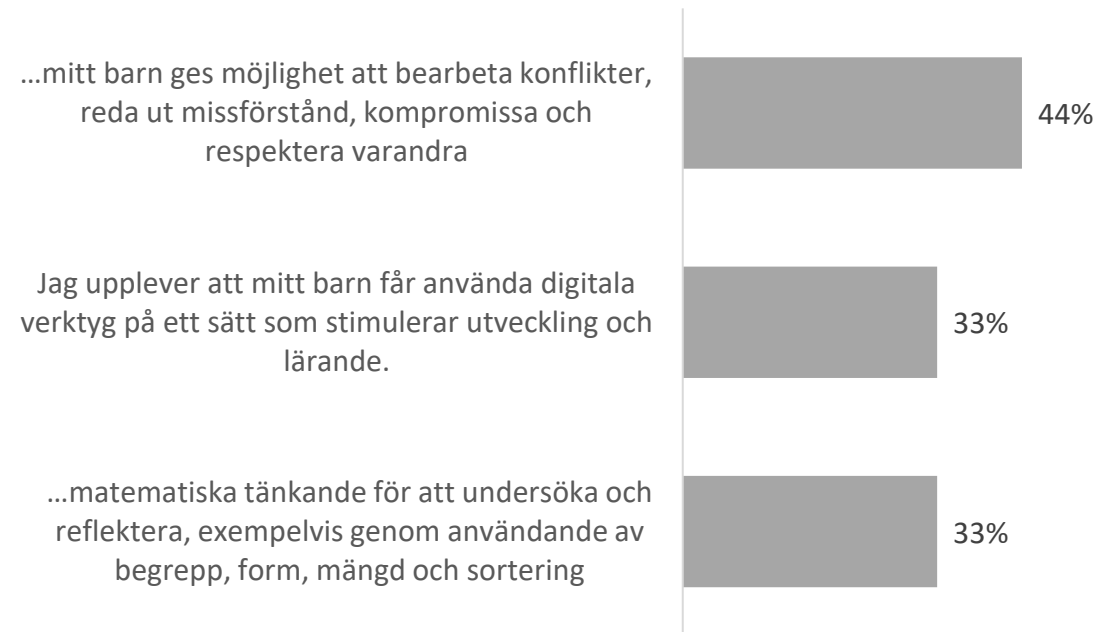 …mitt barn ges möjlighet att bearbeta konflikter,
reda ut missförstånd, kompromissa och
respektera varandra
44%
Jag upplever att mitt barn får använda digitala
verktyg på ett sätt som stimulerar utveckling och
lärande.
33%
…matematiska tänkande för att undersöka och
reflektera, exempelvis genom användande av
begrepp, form, mängd och sortering
33%